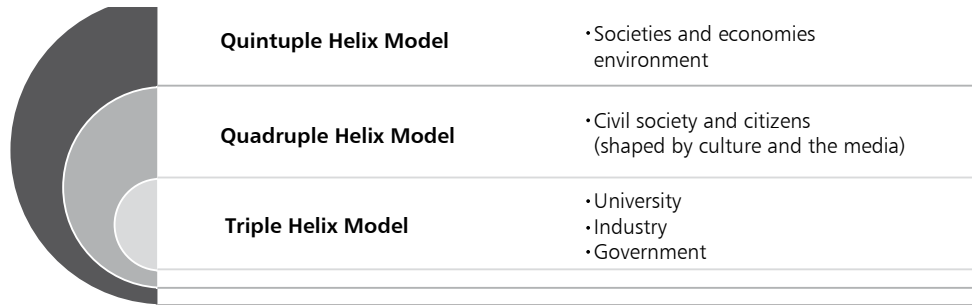 Quintuple Helix Model
·Societies and economies
environment
Quadruple Helix Model
·Civil society and citizens
(shaped by culture and the media)
Triple Helix Model
·University
·Industry
·Government